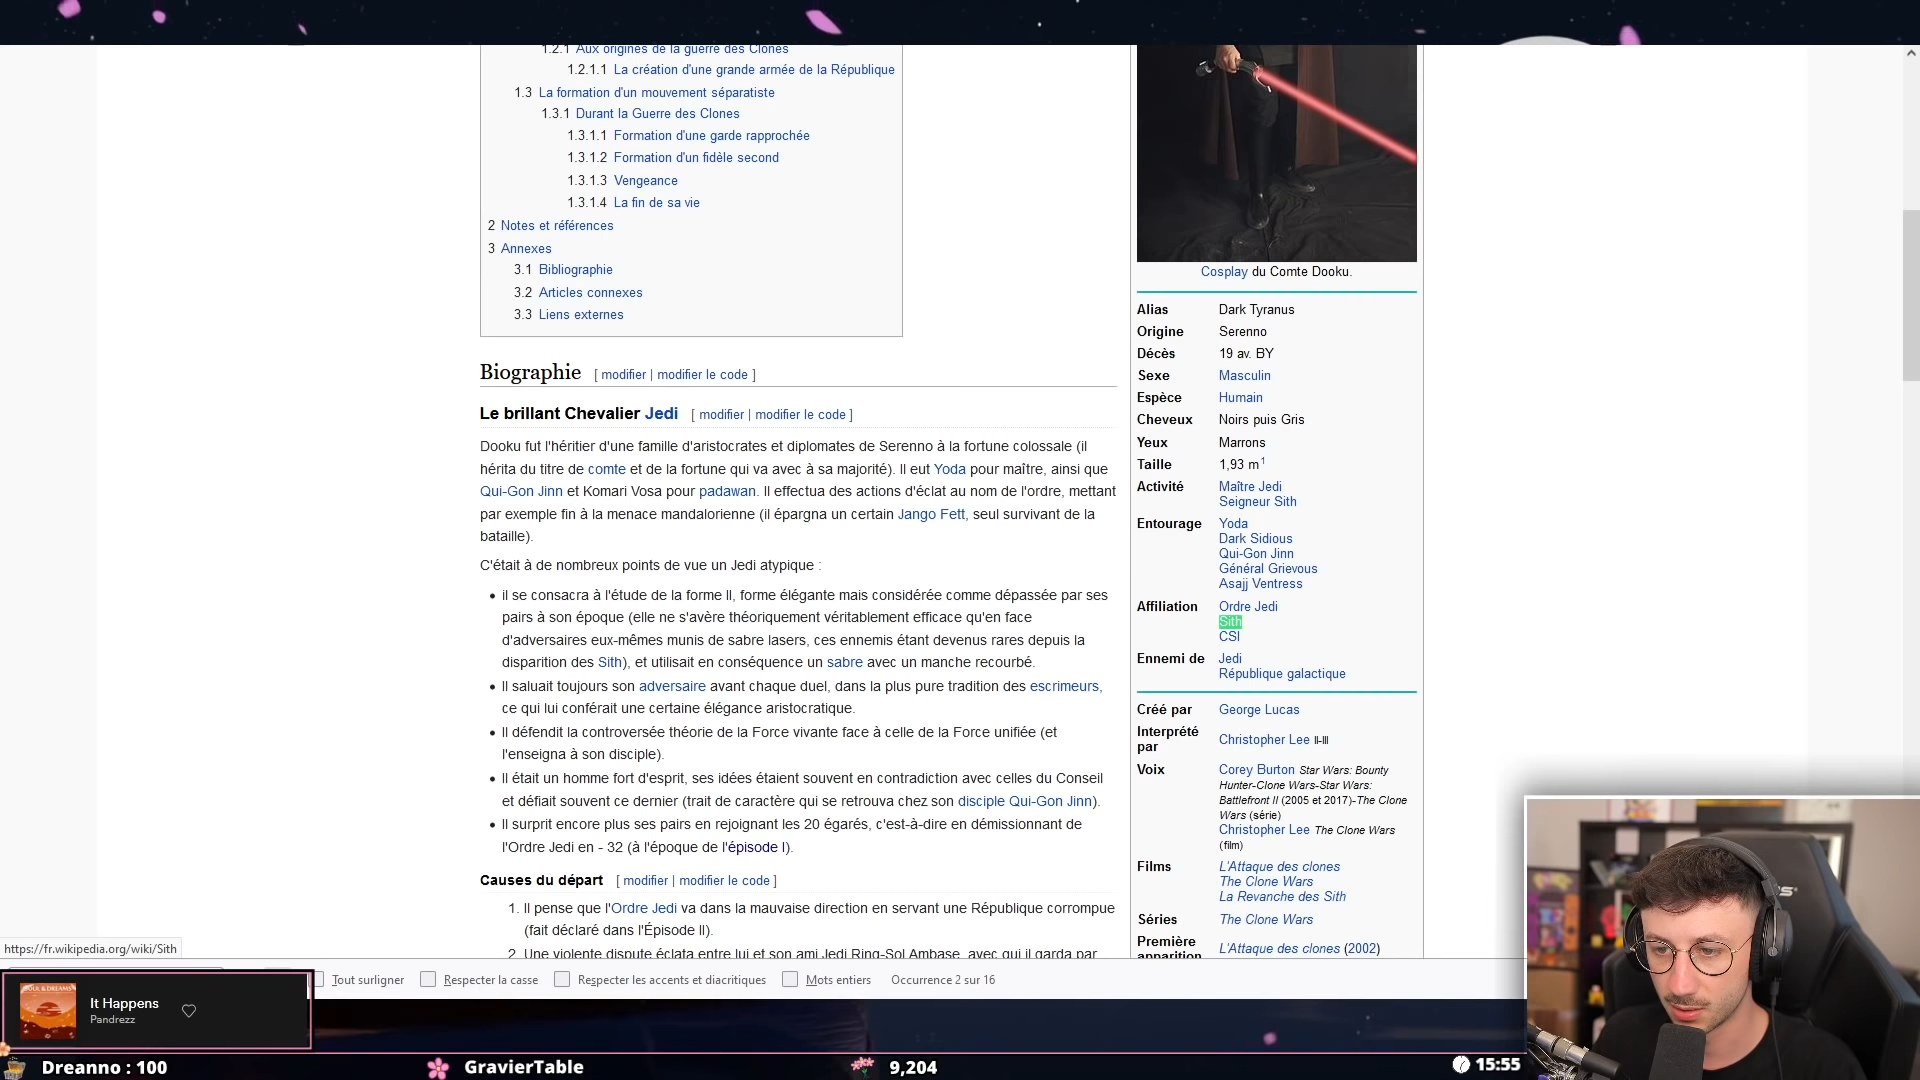 1.2.1 Aux origines de la guerre des Clones
1.2.1.1 La création d'une grande armée de la République
1.3 La formation d'un mouvement séparatiste
1.3.1 Durant la Guerre des Clones
1.3.1.1 Formation d'une garde rapprochée
1.3.1.2 Formation d'un fidèle second
1.3.1.3 Vengeance
1.3.1.4 La fin de sa vie
2 Notes et références
3 Annexes
3.1 Bibliographie
3.2 Articles connexes
3.3 Liens externes
Biographie [ modifier | modifier le code ]
Le brillant Chevalier Jedi [ modifier | modifier le code ]
Dooku fut l'héritier d'une famille d'aristocrates et diplomates de Serenno à la fortune colossale (il
hérita du titre de comte et de la fortune qui va avec à sa majorité). Il eut Yoda pour maître, ainsi que
Qui-Gon Jinn et Komari Vosa pour padawan. Il effectua des actions d'éclat au nom de l'ordre, mettant
par exemple fin à la menace mandalorienne (il épargna un certain Jango Fett, seul survivant de la
bataille).
C'était à de nombreux points de vue un Jedi atypique :
• il se consacra à l'étude de la forme II, forme élégante mais considérée comme dépassée par ses
pairs à son époque (elle ne s'avère théoriquement véritablement efficace qu'en face
d'adversaires eux-mêmes munis de sabre lasers, ces ennemis étant devenus rares depuis la
disparition des Sith), et utilisait en conséquence un sabre avec un manche recourbé.
• Il saluait toujours son adversaire avant chaque duel, dans la plus pure tradition des escrimeurs,
ce qui lui conférait une certaine élégance aristocratique.
• Il défendit la controversée théorie de la Force vivante face à celle de la Force unifiée (et
l'enseigna à son disciple).
• Il était un homme fort d'esprit, ses idées étaient souvent en contradiction avec celles du Conseil
et défiait souvent ce dernier (trait de caractère qui se retrouva chez son disciple Qui-Gon Jinn).
• Il surprit encore plus ses pairs en rejoignant les 20 égarés, c'est-à-dire en démissionnant de
l'Ordre Jedi en - 32 (à l'époque de l'épisode I).
Causes du départ [ modifier | modifier le code ]
1. Il pense que l'Ordre Jedi va dans la mauvaise direction en servant une République corrompue
(fait déclaré dans l'Épisode II).
2. Une violente dispute éclata entre lui et son ami Jedi Ring-Sol Ambase, avec qui il garda par
Cosplay du Comte Dooku.
Alias Dark Tyranus
Origine Serenno
Décès 19 av. BY
Sexe Masculin
Espèce Humain
Cheveux Noirs puis Gris
Yeux Marrons
Taille 1,93 m1
Activité Maître Jedi
Seigneur Sith
Entourage Yoda
Dark Sidious
Qui-Gon Jinn
Général Grievous
Asajj Ventress
Affiliation Ordre Jedi
Sith
CSI
Ennemi de Jedi
République galactique
Créé par George Lucas
Interprété par Christopher Lee II-III
Voix Corey Burton Star Wars: Bounty
Hunter-Clone Wars-Star Wars:
Battlefront II (2005 et 2017)-The Clone
Wars (série)
Christopher Lee The Clone Wars
(film)
Films L'Attaque des clones
The Clone Wars
La Revanche des Sith
Séries The Clone Wars
Première apparition L'Attaque des clones (2002)
https://fr.wikipedia.org/wiki/Sith
Tout surligner Respecter la casse Respecter les accents et diacritiques Mots entiers Occurrence 2 sur 16
SOUL & DREAMS
It Happens
Pandrezz
Dreanno : 100 GravierTable 9,204 15:55